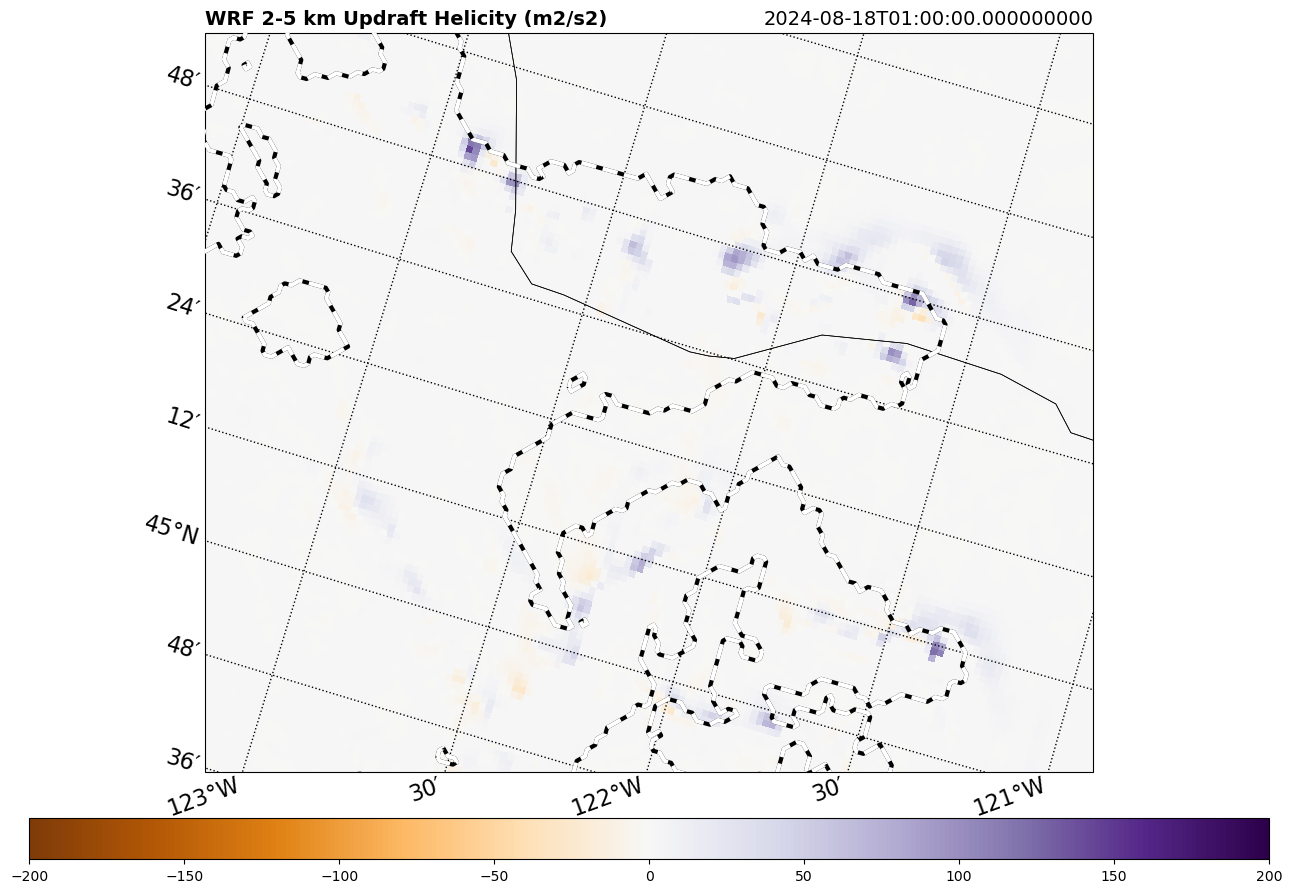 WRF 2-5 km Updraft Helicity (m2/s2) 2024-08-18T01:00:00.000000000
48′
36′
24′
12′
45°N
48′
36′
123°W 30′ 122°W 30′ 121°W
−200 −150 −100 −50 0 50 100 150 200